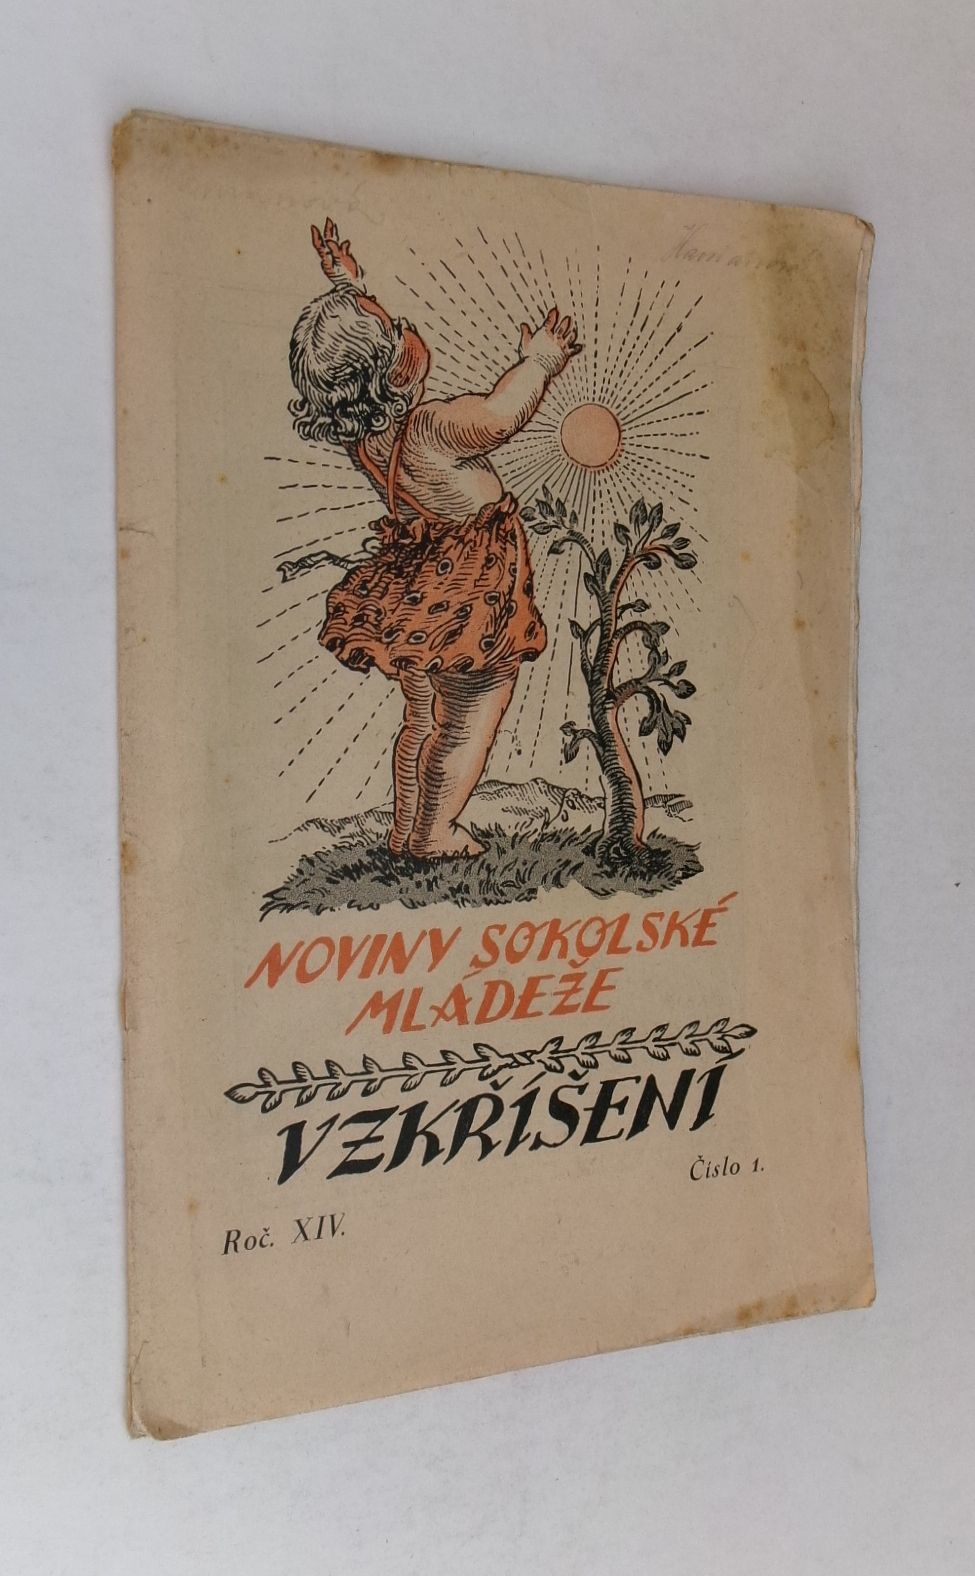 NOVINY SOKOLSKÉ
MLÁDEŽE
VZKŘÍŠENÍ
Číslo 1.
Roč. XIV.